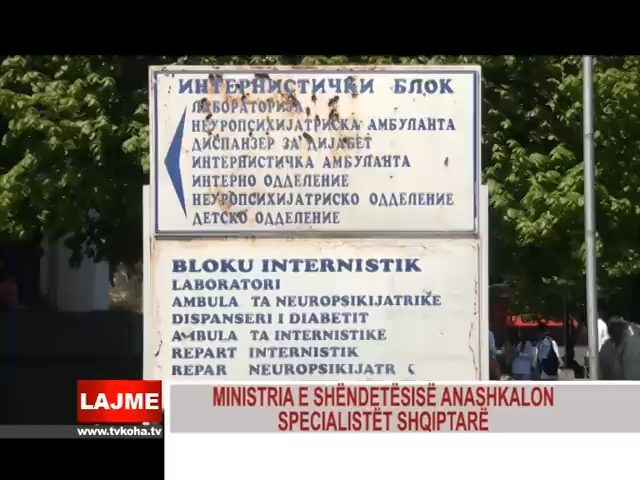 ИНТЕРНИСТИЧКИ БЛОК
ЛАБОРАТОРИЈА
НЕУРОПСИХИЈАТРИСКА АМБУЛАНТА
ДИСПАНЗЕР ЗА ДИЈАБЕТ
ИНТЕРНИСТИЧКА АМБУЛАНТА
ИНТЕРНО ОДДЕЛЕНИЕ
НЕУРОПСИХИЈАТРИСКО ОДДЕЛЕНИЕ
ДЕТСКО ОДДЕЛЕНИЕ
BLOKU INTERNISTIK
LABORATORI
AMBULA TA NEUROPSIKIJATRIKE
DISPANSERI I DIABETIT
AMBULA TA INTERNISTIKE
REPART INTERNISTIK
REPAR NEUROPSIKIJATR
LAJME
www.tvkoha.tv
MINISTRIA E SHËNDETËSISË ANASHKALON
SPECIALISTËT SHQIPTARË